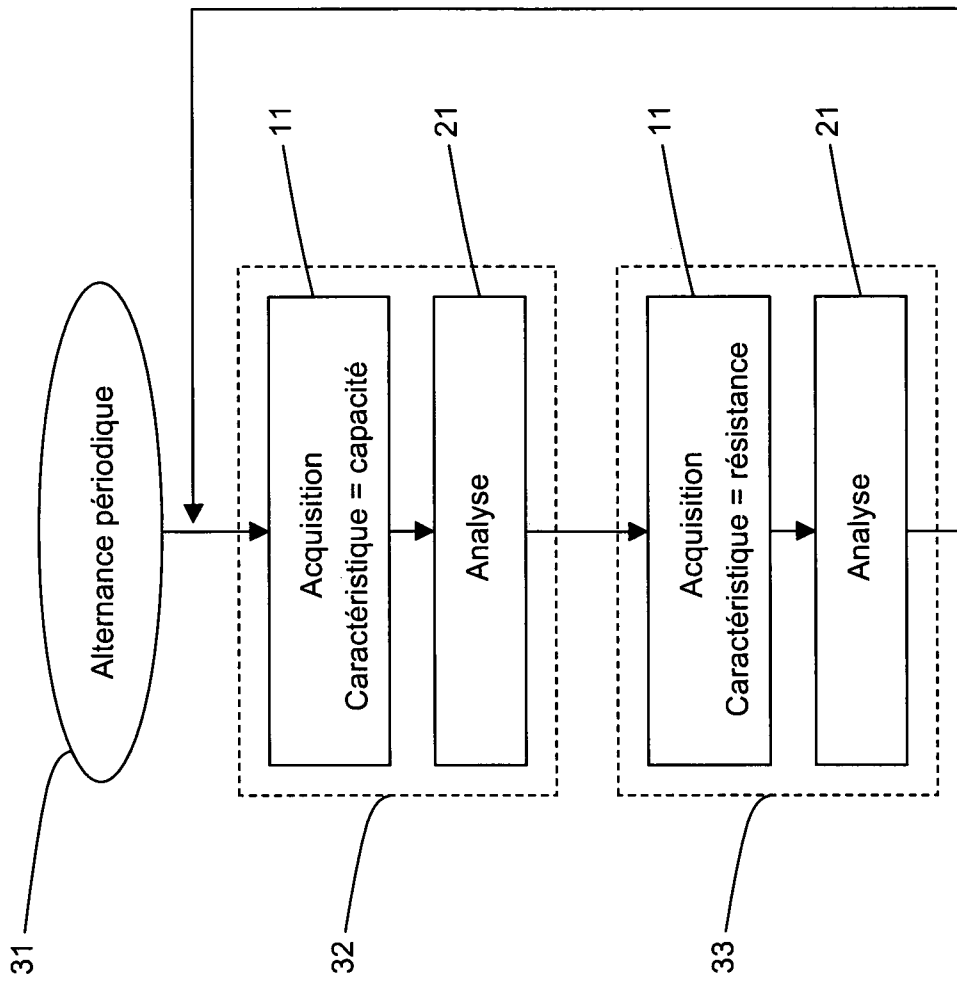 31
Alternance périodique
32
Acquisition
Caractéristique = capacité
11
Analyse
21
33
Acquisition
Caractéristique = résistance
11
Analyse
21